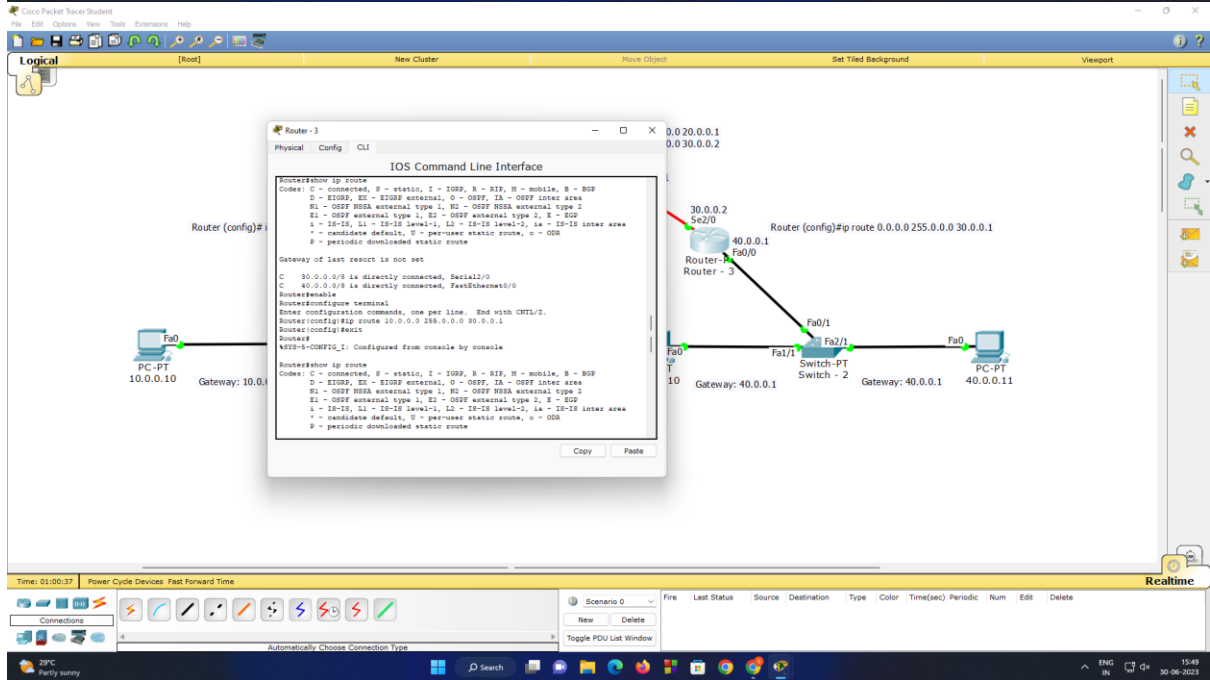 Cisco Packet Tracer Student
File Edit Options View Tools Extensions Help
Logical [Root] New Cluster Move Object Set Tiled Background Viewport
Router - 3
Physical Config CLI
IOS Command Line Interface
Router#show ip route
Codes: C - connected, S - static, I - IGRP, R - RIP, M - mobile, B - BGP
D - EIGRP, EX - EIGRP external, O - OSPF, IA - OSPF inter area
N1 - OSPF NSSA external type 1, N2 - OSPF NSSA external type 2
E1 - OSPF external type 1, E2 - OSPF external type 2, E - EGP
i - IS-IS, L1 - IS-IS level-1, L2 - IS-IS level-2, ia - IS-IS inter area
* - candidate default, U - per-user static route, o - ODR
P - periodic downloaded static route
Gateway of last resort is not set
C 30.0.0.0/8 is directly connected, Serial2/0
C 40.0.0.0/8 is directly connected, FastEthernet0/0
Router#enable
Router#configure terminal
Enter configuration commands, one per line. End with CNTL/Z.
Router(config)#ip route 10.0.0.0 255.0.0.0 30.0.0.1
Router(config)#exit
Router#
%SYS-5-CONFIG_I: Configured from console by console
Router#show ip route
Codes: C - connected, S - static, I - IGRP, R - RIP, M - mobile, B - BGP
D - EIGRP, EX - EIGRP external, O - OSPF, IA - OSPF inter area
N1 - OSPF NSSA external type 1, N2 - OSPF NSSA external type 2
E1 - OSPF external type 1, E2 - OSPF external type 2, E - EGP
i - IS-IS, L1 - IS-IS level-1, L2 - IS-IS level-2, ia - IS-IS inter area
* - candidate default, U - per-user static route, o - ODR
P - periodic downloaded static route
Copy Paste
0.0 20.0.0.1
0.0 30.0.0.2
Router (config)# i
30.0.0.2
Se2/0
Router (config)#ip route 0.0.0.0 255.0.0.0 30.0.0.1
40.0.0.1
Fa0/0
Router-P
Router - 3
Fa0/1
Fa0
Fa0
Fa1/1
Fa2/1
Fa0
PC-PT
10.0.0.10
Gateway: 10.0.
T
10
Gateway: 40.0.0.1
Switch-PT
Switch - 2
Gateway: 40.0.0.1
PC-PT
40.0.0.11
Time: 01:00:37 Power Cycle Devices Fast Forward Time
Realtime
Connections
Automatically Choose Connection Type
Scenario 0
New Delete
Toggle PDU List Window
Fire Last Status Source Destination Type Color Time(sec) Periodic Num Edit Delete
29°C
Partly sunny
Search
ENG
IN
15:49
30-06-2023